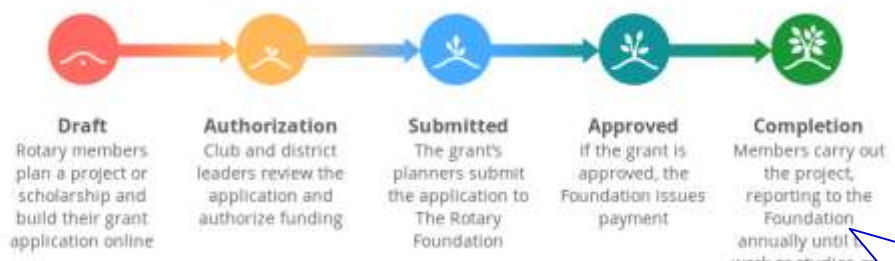 Draft
Rotary members
plan a project or
scholarship and
build their grant
application online
Authorization
Club and district
leaders review the
application and
authorize funding
Submitted
The grant's
planners submit
the application to
The Rotary
Foundation
Approved
If the grant is
approved, the
Foundation issues
payment
Completion
Members carry out
the project,
reporting to the
Foundation
annually until